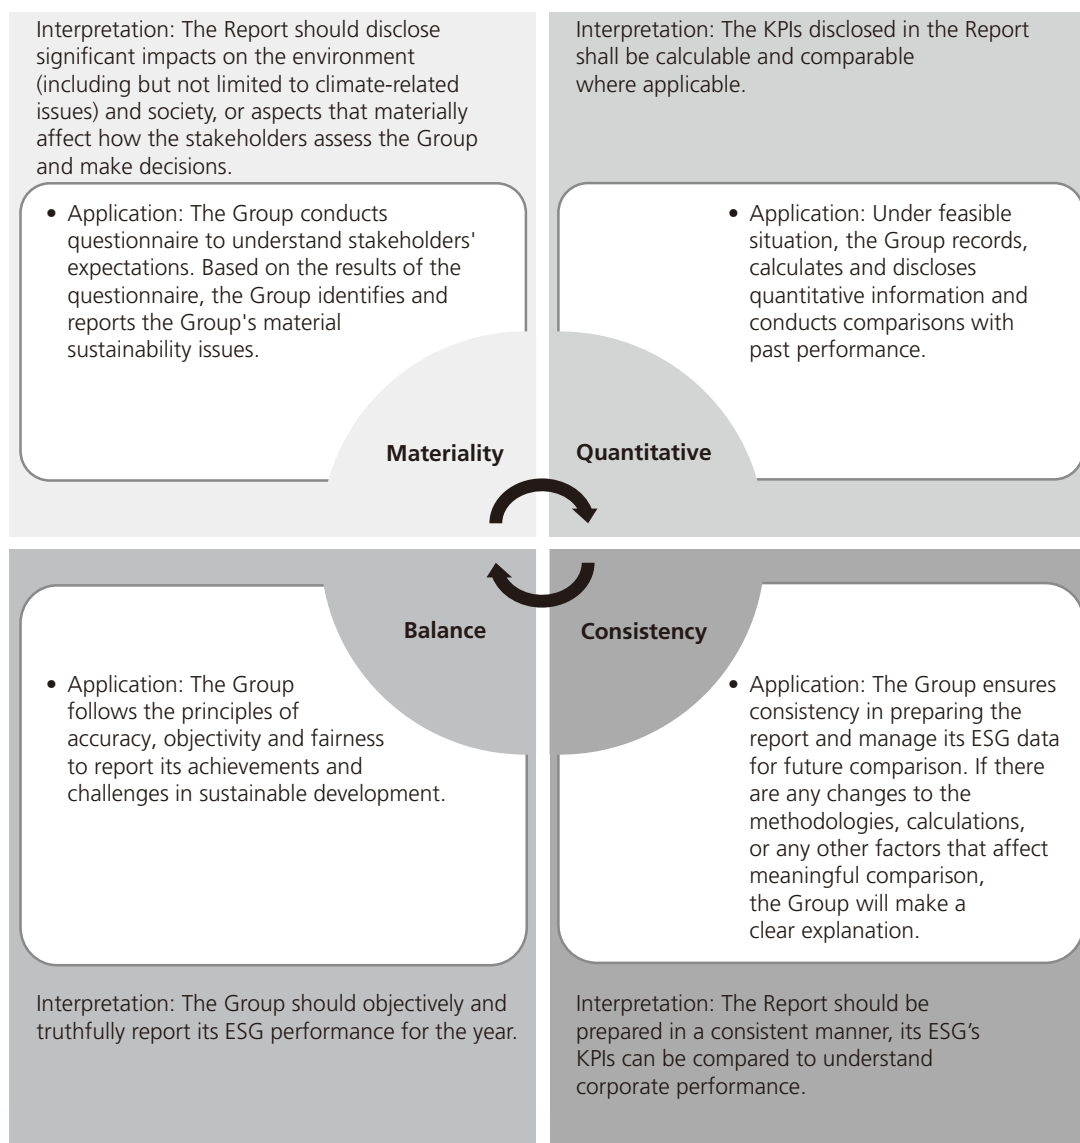 Interpretation: The Report should disclose
significant impacts on the environment
(including but not limited to climate-related
issues) and society, or aspects that materially
affect how the stakeholders assess the Group
and make decisions.
• Application: The Group conducts
questionnaire to understand stakeholders'
expectations. Based on the results of the
questionnaire, the Group identifies and
reports the Group's material
sustainability issues.
Materiality
Interpretation: The KPIs disclosed in the Report
shall be calculable and comparable
where applicable.
• Application: Under feasible
situation, the Group records,
calculates and discloses
quantitative information and
conducts comparisons with
past performance.
Quantitative
Balance
• Application: The Group
follows the principles of
accuracy, objectivity and fairness
to report its achievements and
challenges in sustainable development.
Interpretation: The Group should objectively and
truthfully report its ESG performance for the year.
Consistency
• Application: The Group ensures
consistency in preparing the
report and manage its ESG data
for future comparison. If there
are any changes to the
methodologies, calculations,
or any other factors that affect
meaningful comparison,
the Group will make a
clear explanation.
Interpretation: The Report should be
prepared in a consistent manner, its ESG’s
KPIs can be compared to understand
corporate performance.